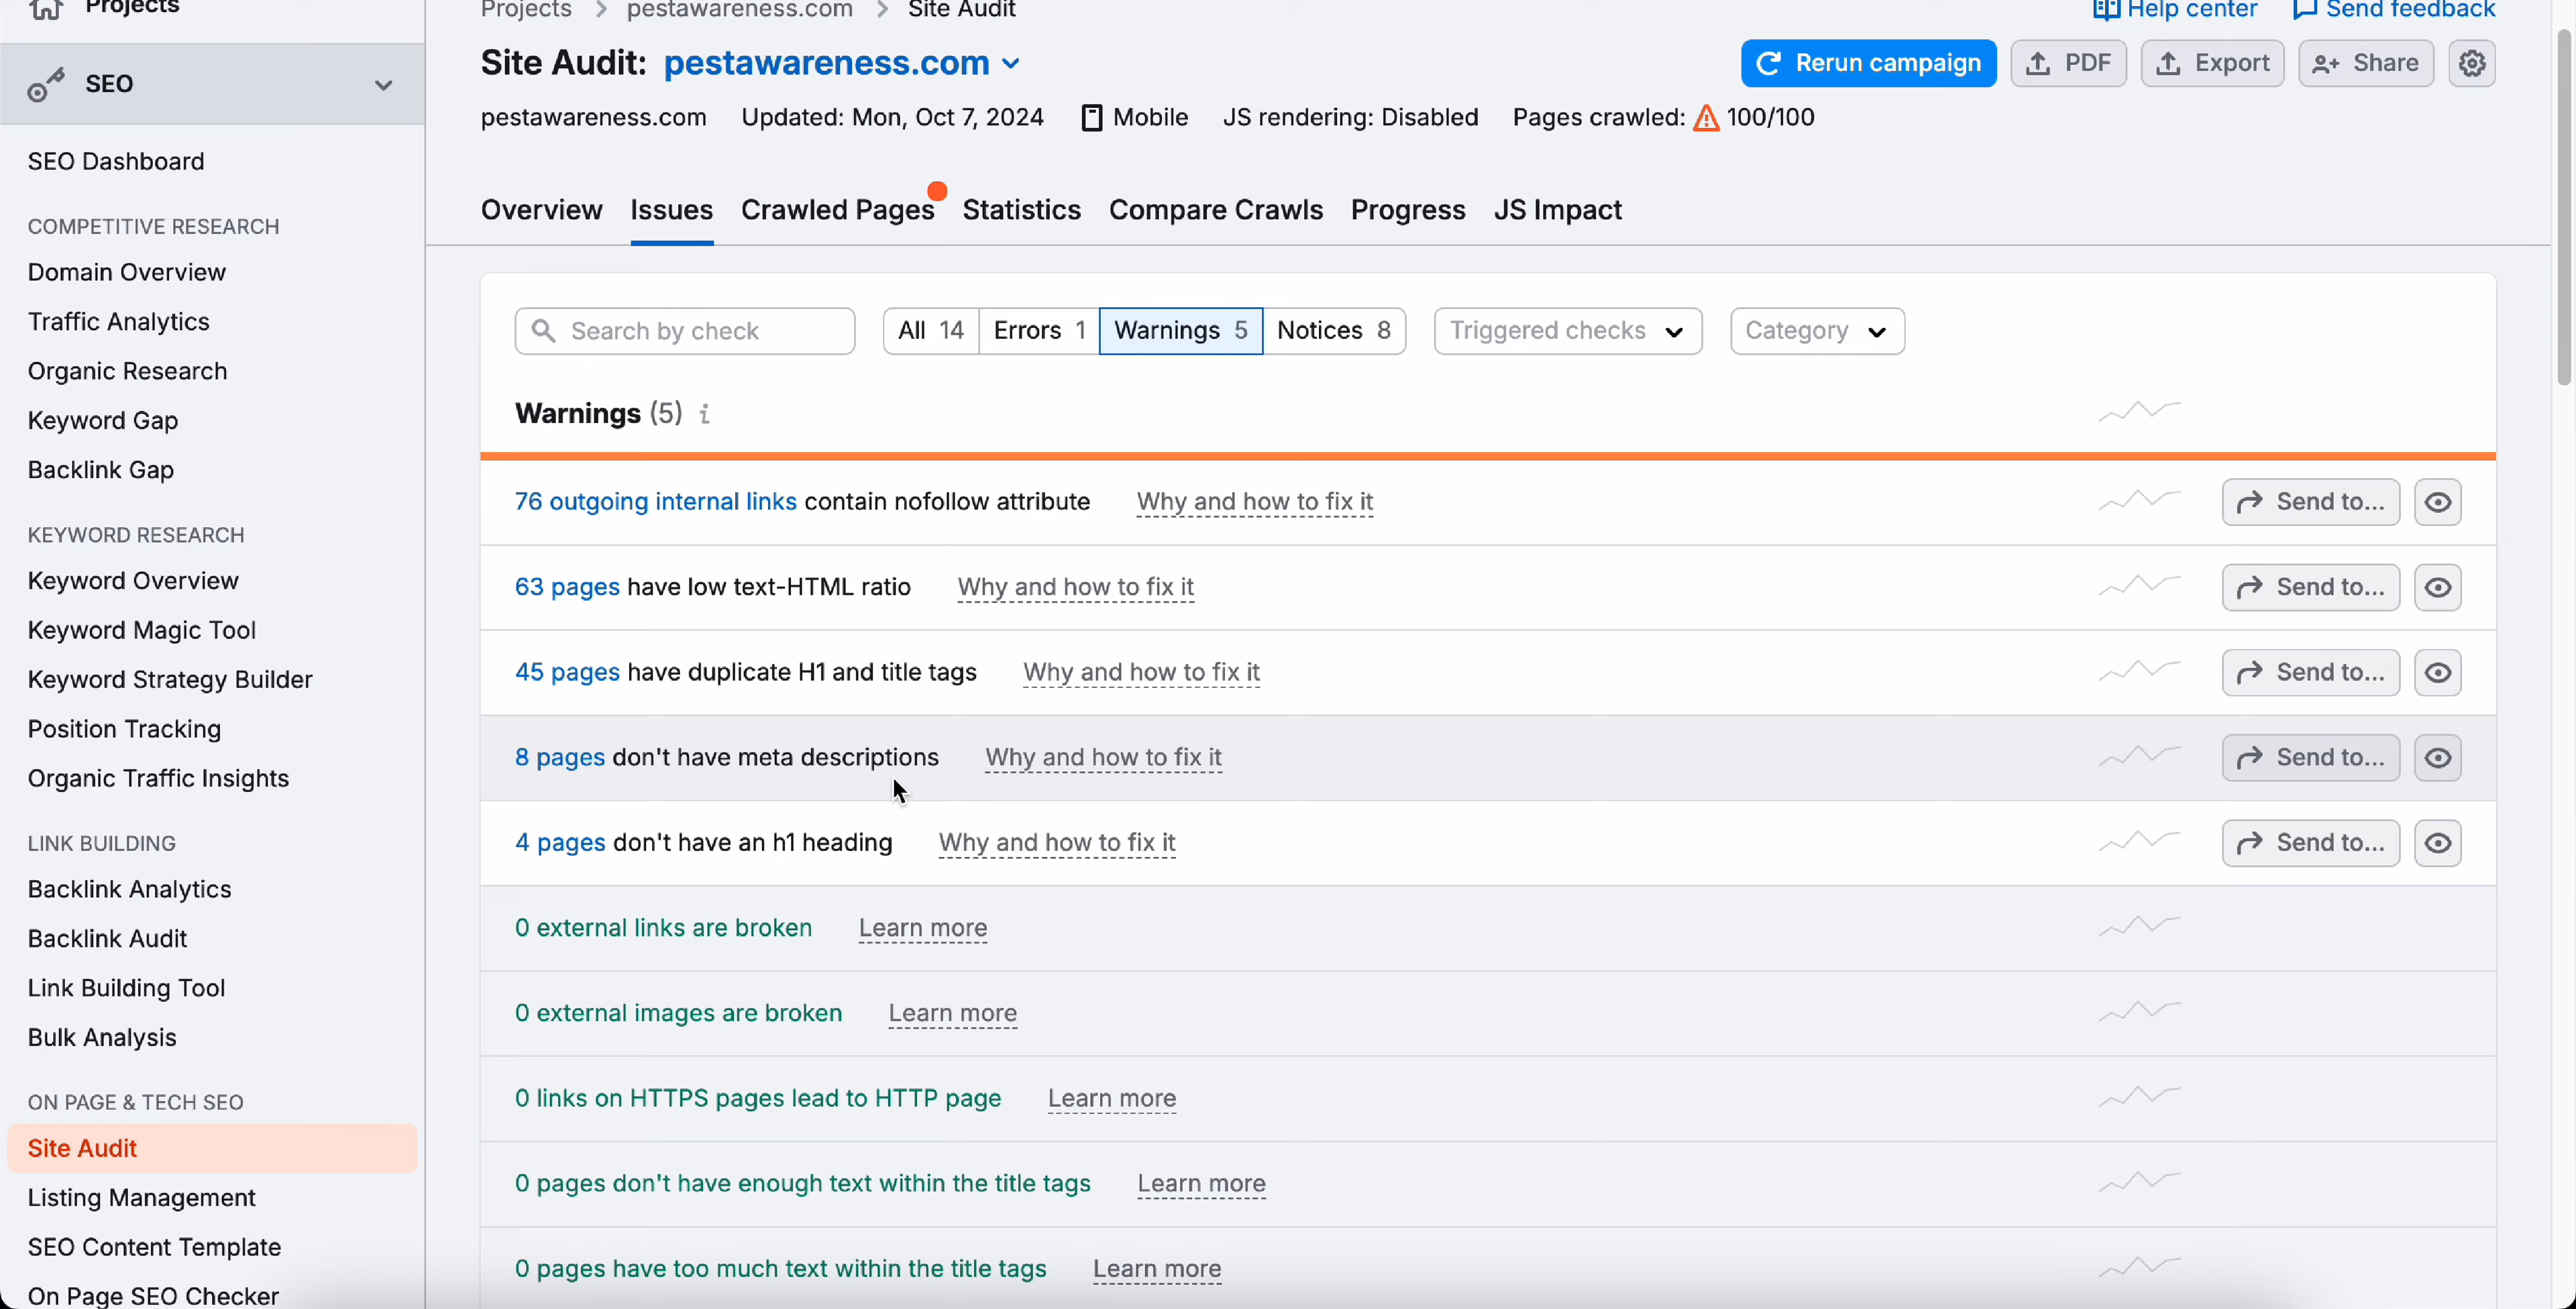 Projects
SEO
SEO Dashboard
COMPETITIVE RESEARCH
Domain Overview
Traffic Analytics
Organic Research
Keyword Gap
Backlink Gap
KEYWORD RESEARCH
Keyword Overview
Keyword Magic Tool
Keyword Strategy Builder
Position Tracking
Organic Traffic Insights
LINK BUILDING
Backlink Analytics
Backlink Audit
Link Building Tool
Bulk Analysis
ON PAGE & TECH SEO
Site Audit
Listing Management
SEO Content Template
On Page SEO Checker
Projects > pestawareness.com > Site Audit
Help center Send feedback
Site Audit: pestawareness.com
Rerun campaign PDF Export Share
pestawareness.com Updated: Mon, Oct 7, 2024 Mobile JS rendering: Disabled Pages crawled: 100/100
Overview Issues Crawled Pages Statistics Compare Crawls Progress JS Impact
Search by check All 14 Errors 1 Warnings 5 Notices 8 Triggered checks Category
Warnings (5) i
76 outgoing internal links contain nofollow attribute Why and how to fix it Send to...
63 pages have low text-HTML ratio Why and how to fix it Send to...
45 pages have duplicate H1 and title tags Why and how to fix it Send to...
8 pages don't have meta descriptions Why and how to fix it Send to...
4 pages don't have an h1 heading Why and how to fix it Send to...
0 external links are broken Learn more
0 external images are broken Learn more
0 links on HTTPS pages lead to HTTP page Learn more
0 pages don't have enough text within the title tags Learn more
0 pages have too much text within the title tags Learn more